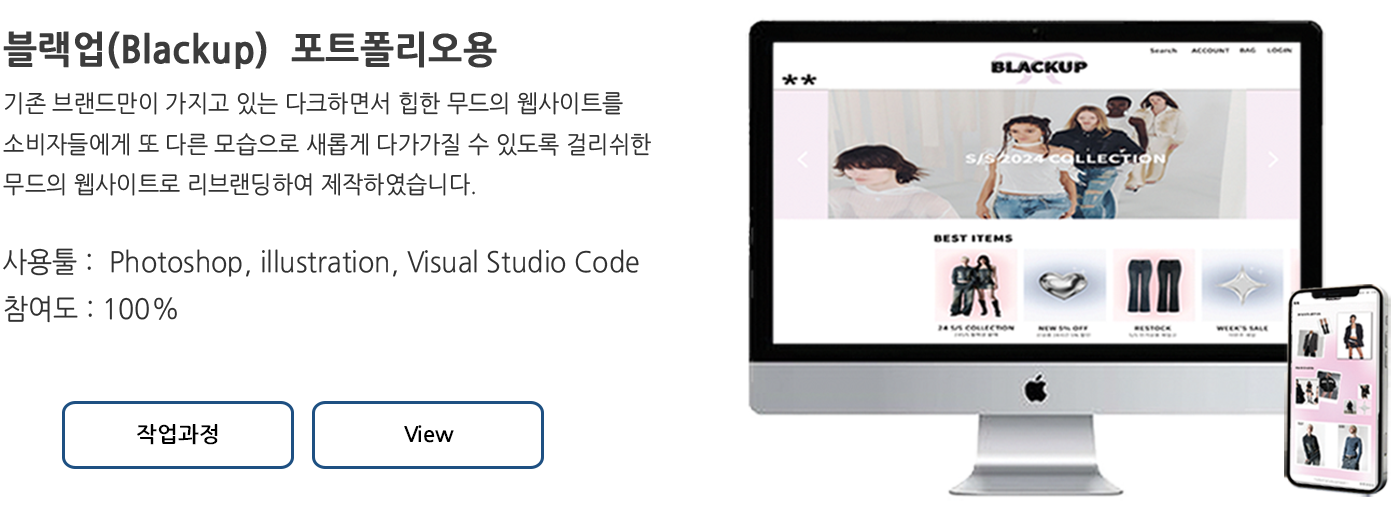 블랙업(Blackup) 포트폴리오용
기존 브랜드만이 가지고 있는 다크하면서 힙한 무드의 웹사이트를
소비자들에게 또 다른 모습으로 새롭게 다가가질 수 있도록 걸리쉬한
무드의 웹사이트로 리브랜딩하여 제작하였습니다.
사용툴 : Photoshop, illustration, Visual Studio Code
참여도 : 100%
작업과정
View
Search ACCOUNT BAG LOGIN
BLACKUP
**
S/S 2024 COLLECTION
BEST ITEMS
24 S/S COLLECTION NEW 5% OFF RESTOCK WEEK'S SALE